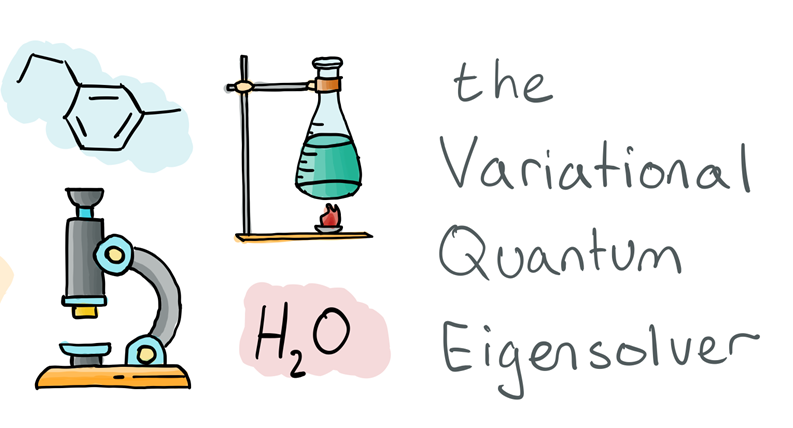 the
Variational
Quantum
Eigensolver
H₂O